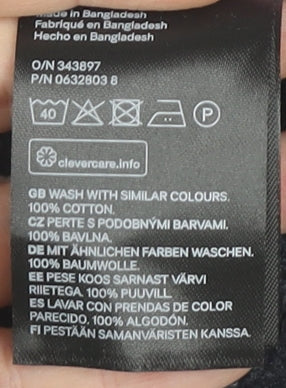 Made in Bangladesh
Fabriqué en Bangladesh
Hecho en Bangladesh
O/N 343897
P/N 0632803 8
40 P
clevercare.info
GB WASH WITH SIMILAR COLOURS.
100% COTTON.
CZ PERTE S PODOBNÝMI BARVAMI.
100% BAVLNA.
DE MIT ÄHNLICHEN FARBEN WASCHEN.
100% BAUMWOLLE.
EE PESE KOOS SARNAST VÄRVI
RIIETEGA. 100% PUUVILL.
ES LAVAR CON PRENDAS DE COLOR
PARECIDO. 100% ALGODÓN.
FI PESTÄÄN SAMANVÄRISTEN KANSSA.